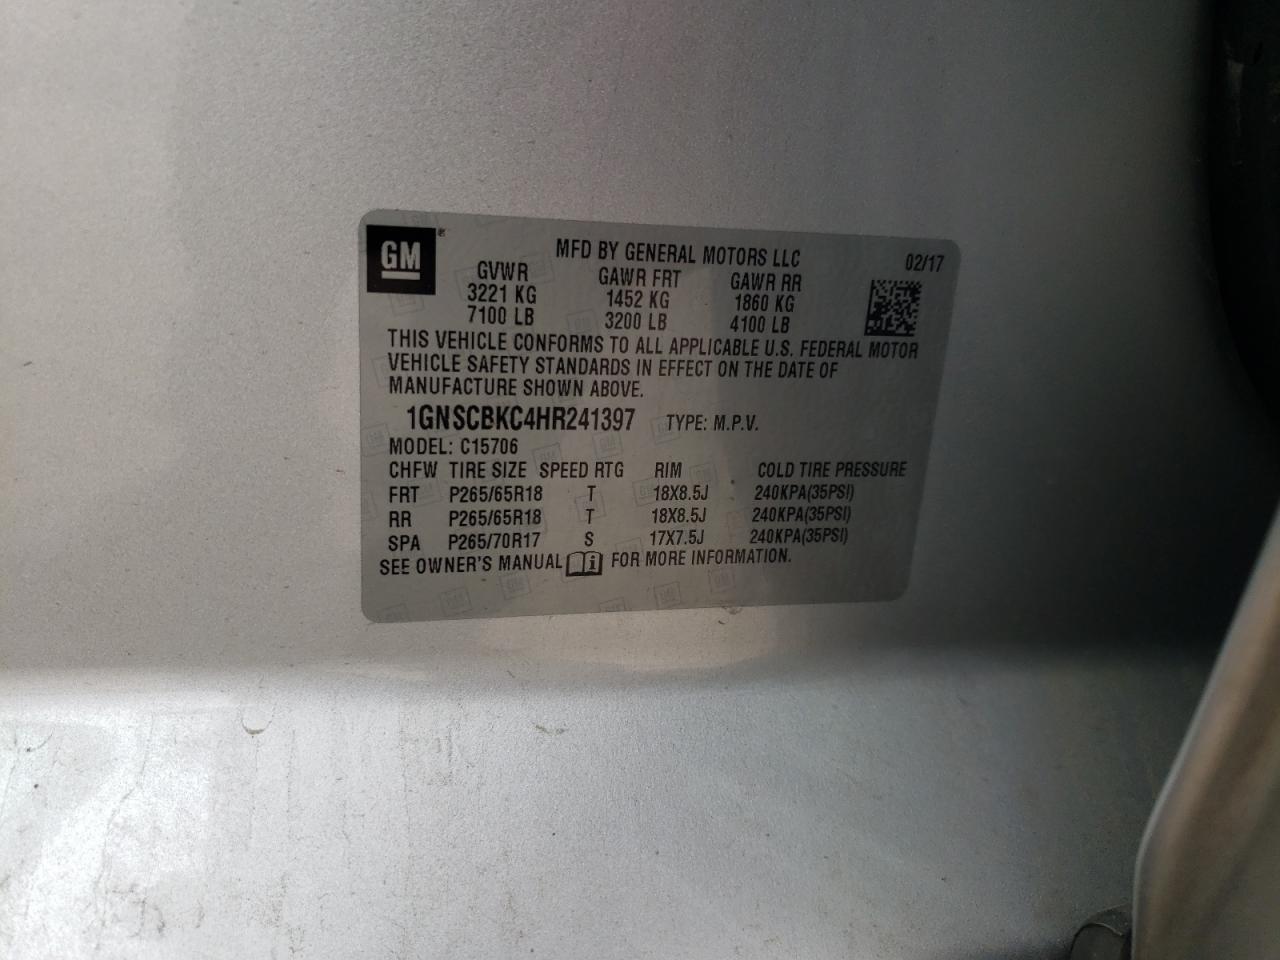 GM
MFD BY GENERAL MOTORS LLC 02/17
GVWR GAWR FRT GAWR RR
3221 KG 1452 KG 1860 KG
7100 LB 3200 LB 4100 LB
THIS VEHICLE CONFORMS TO ALL APPLICABLE U.S. FEDERAL MOTOR
VEHICLE SAFETY STANDARDS IN EFFECT ON THE DATE OF
MANUFACTURE SHOWN ABOVE.
1GNSCBKC4HR241397 TYPE: M.P.V.
MODEL: C15706
CHFW TIRE SIZE SPEED RTG RIM COLD TIRE PRESSURE
FRT P265/65R18 T 18X8.5J 240KPA(35PSI)
RR P265/65R18 T 18X8.5J 240KPA(35PSI)
SPA P265/70R17 S 17X7.5J 240KPA(35PSI)
SEE OWNER'S MANUAL i FOR MORE INFORMATION.